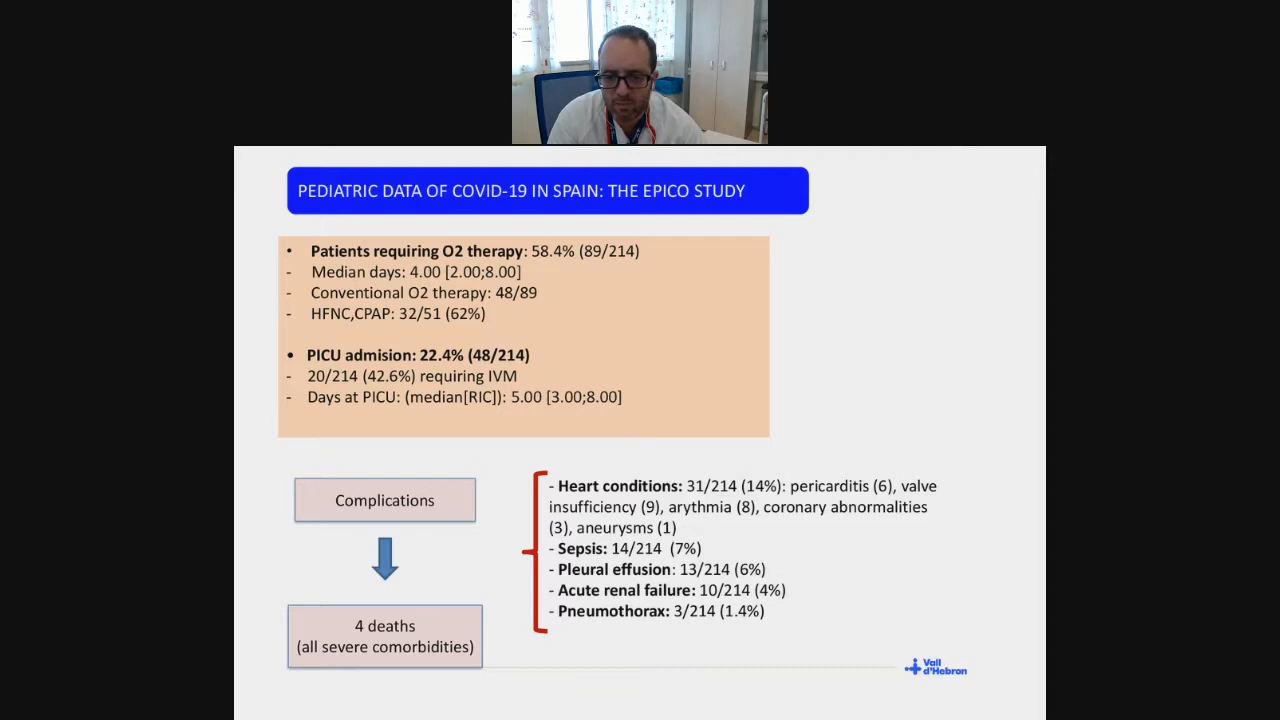 PEDIATRIC DATA OF COVID-19 IN SPAIN: THE EPICO STUDY
• Patients requiring O2 therapy: 58.4% (89/214)
- Median days: 4.00 [2.00;8.00]
- Conventional O2 therapy: 48/89
- HFNC,CPAP: 32/51 (62%)
• PICU admision: 22.4% (48/214)
- 20/214 (42.6%) requiring IVM
- Days at PICU: (median[RIC]): 5.00 [3.00;8.00]
Complications
4 deaths
(all severe comorbidities)
- Heart conditions: 31/214 (14%): pericarditis (6), valve
insufficiency (9), arythmia (8), coronary abnormalities
(3), aneurysms (1)
- Sepsis: 14/214 (7%)
- Pleural effusion: 13/214 (6%)
- Acute renal failure: 10/214 (4%)
- Pneumothorax: 3/214 (1.4%)
Vall
d'Hebron